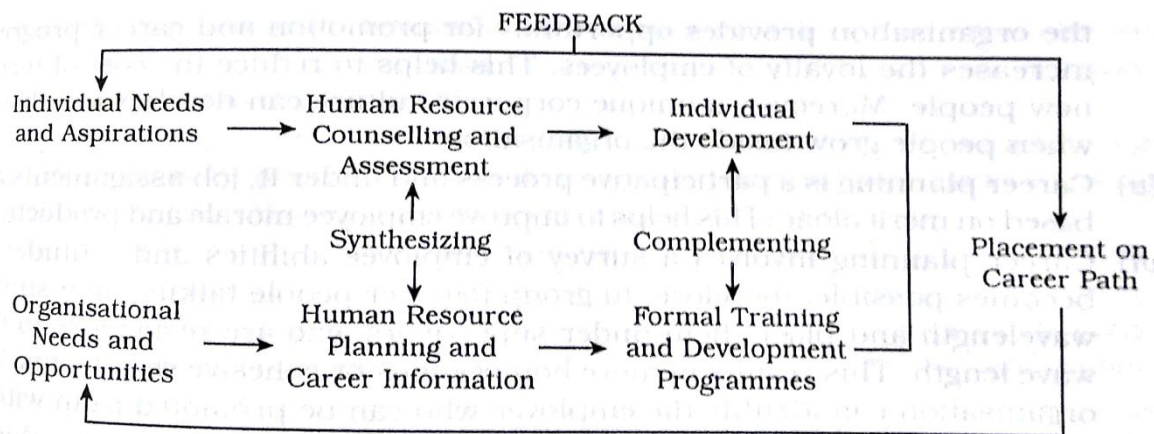 FEEDBACK
Individual Needs
and Aspirations
Human Resource
Counselling and
Assessment
Individual
Development
Synthesizing
Complementing
Placement on
Career Path
Organisational
Needs and
Opportunities
Human Resource
Planning and
Career Information
Formal Training
and Development
Programmes